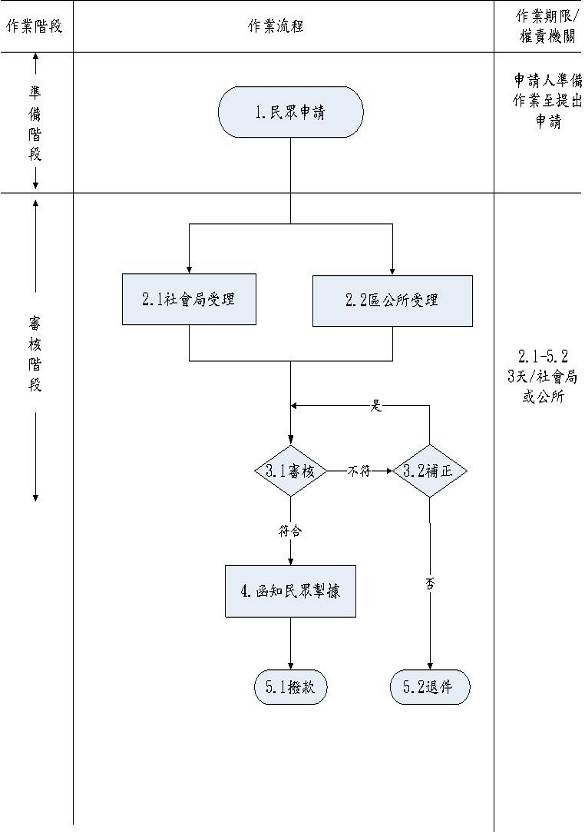 作業階段
作業流程
作業期限/
權責機關
準備階段
1.民眾申請
申請人準備
作業至提出
申請
審核階段
2.1社會局受理
2.2區公所受理
2.1-5.2
3天/社會局
或公所
是
3.1審核
不符
3.2補正
符合
4.函知民眾掣據
否
5.1撥款
5.2退件